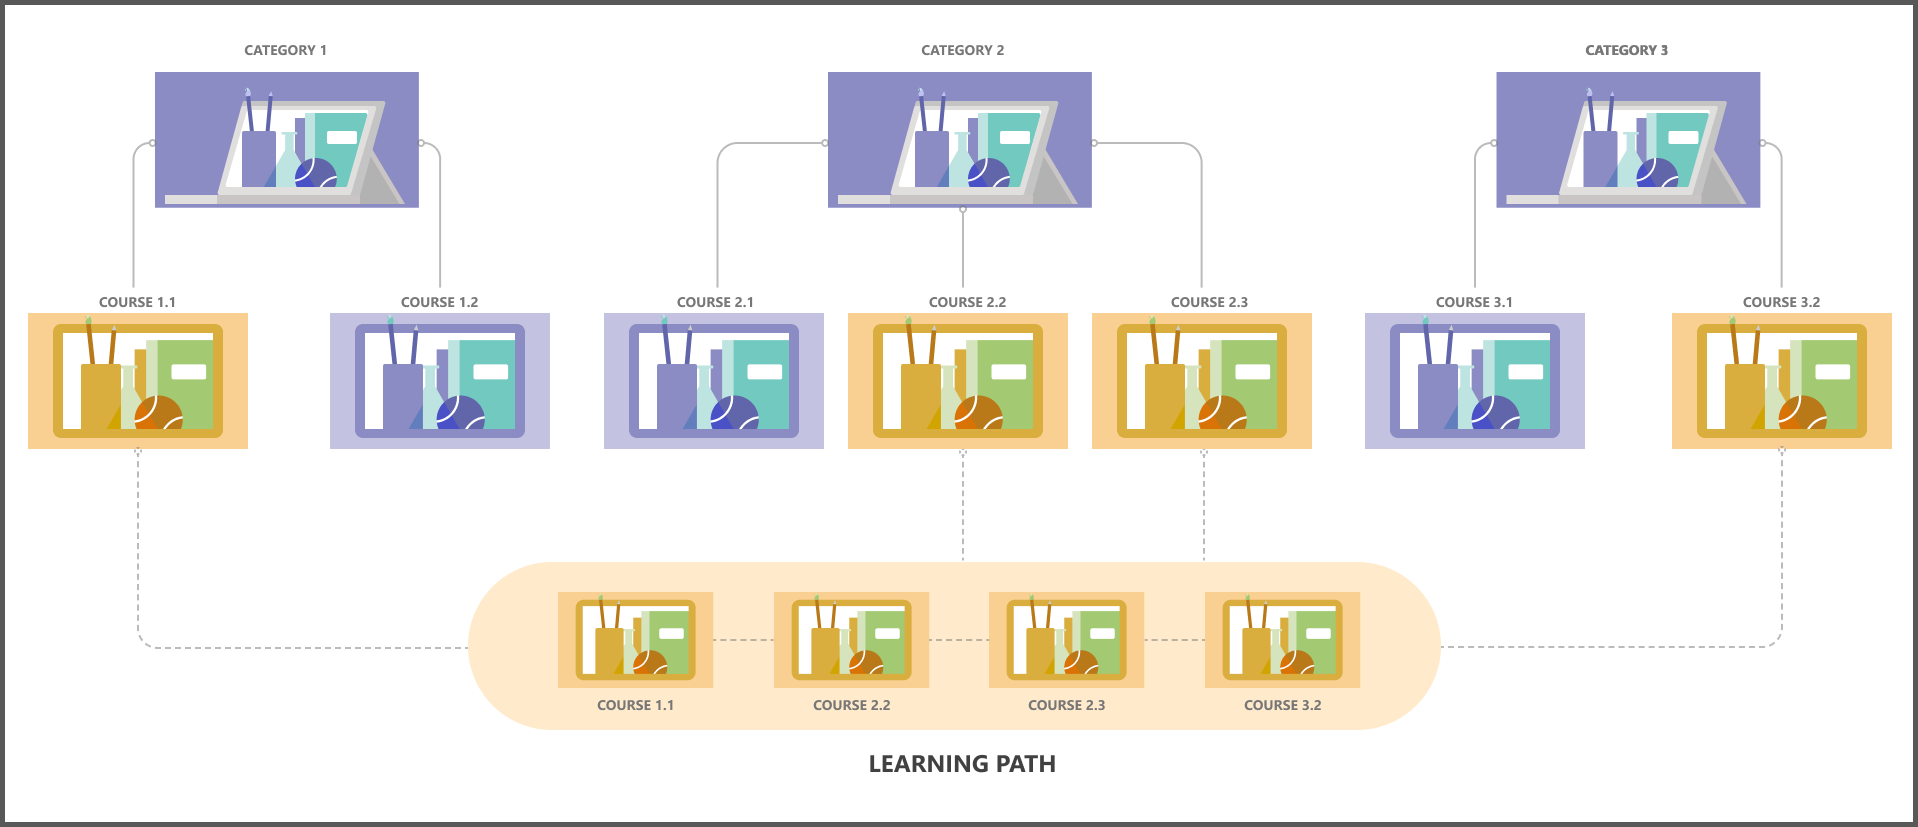 CATEGORY 1
CATEGORY 2
CATEGORY 3
COURSE 1.1
COURSE 1.2
COURSE 2.1
COURSE 2.2
COURSE 2.3
COURSE 3.1
COURSE 3.2
COURSE 1.1
COURSE 2.2
COURSE 2.3
COURSE 3.2
LEARNING PATH